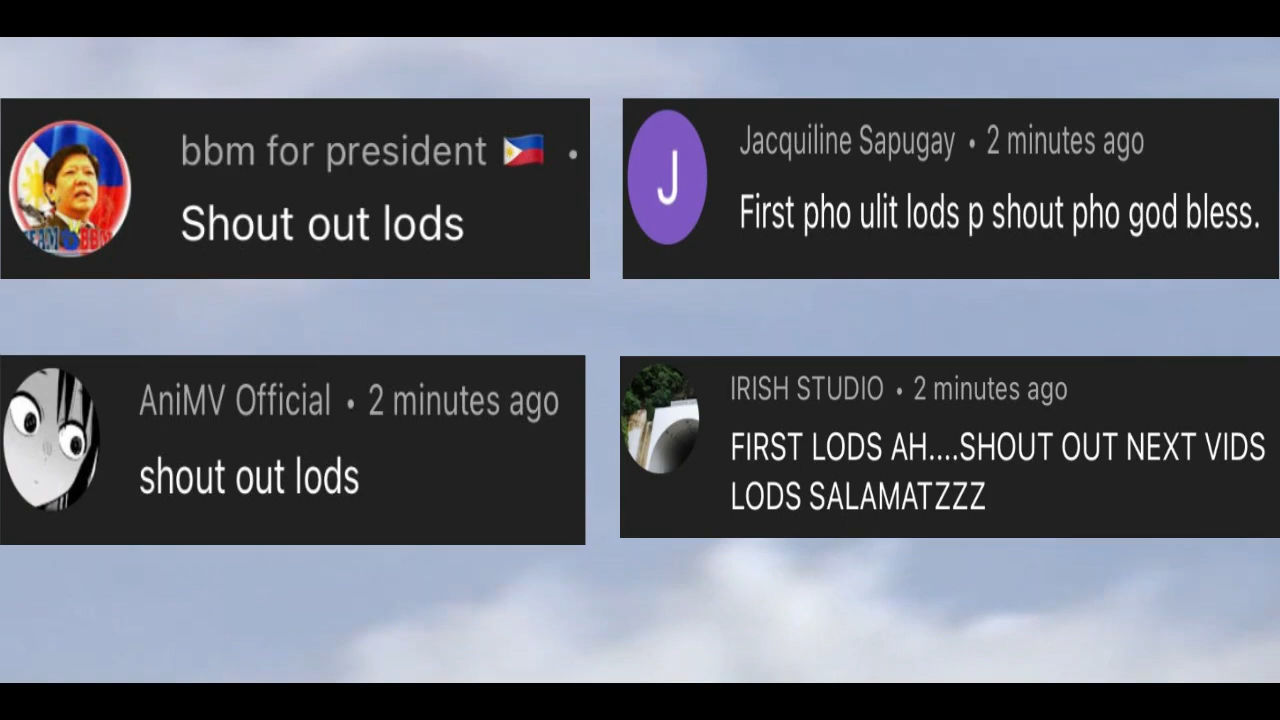 bbm for president 🇵🇭 •
Shout out lods
Jacquiline Sapugay • 2 minutes ago
First pho ulit lods p shout pho god bless.
AniMV Official • 2 minutes ago
shout out lods
IRISH STUDIO • 2 minutes ago
FIRST LODS AH....SHOUT OUT NEXT VIDS
LODS SALAMATZZZ
TEAM BBM
J